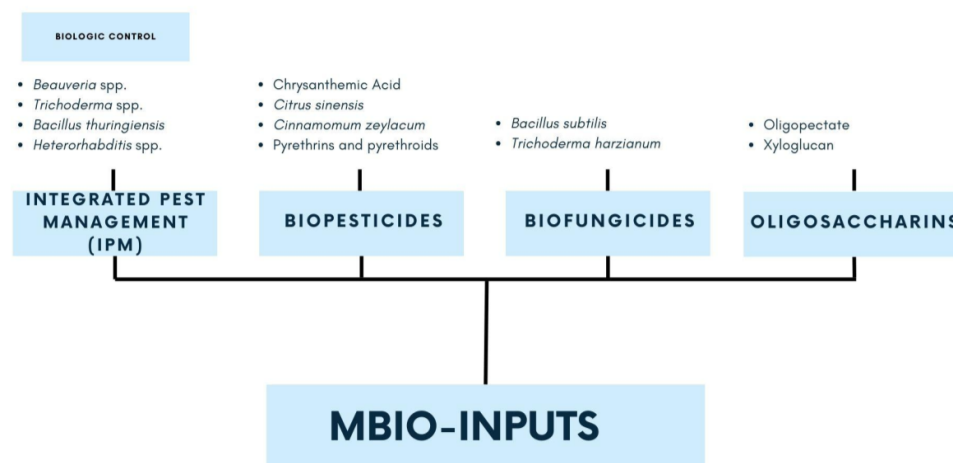 BIOLOGIC CONTROL
• Beauveria spp.
• Trichoderma spp.
• Bacillus thuringiensis
• Heterorhabditis spp.
INTEGRATED PEST
MANAGEMENT
(IPM)
• Chrysanthemic Acid
• Citrus sinensis
• Cinnamomum zeylacum
• Pyrethrins and pyrethroids
BIOPESTICIDES
• Bacillus subtilis
• Trichoderma harzianum
BIOFUNGICIDES
• Oligopectate
• Xyloglucan
OLIGOSACCHARINS
MBIO-INPUTS